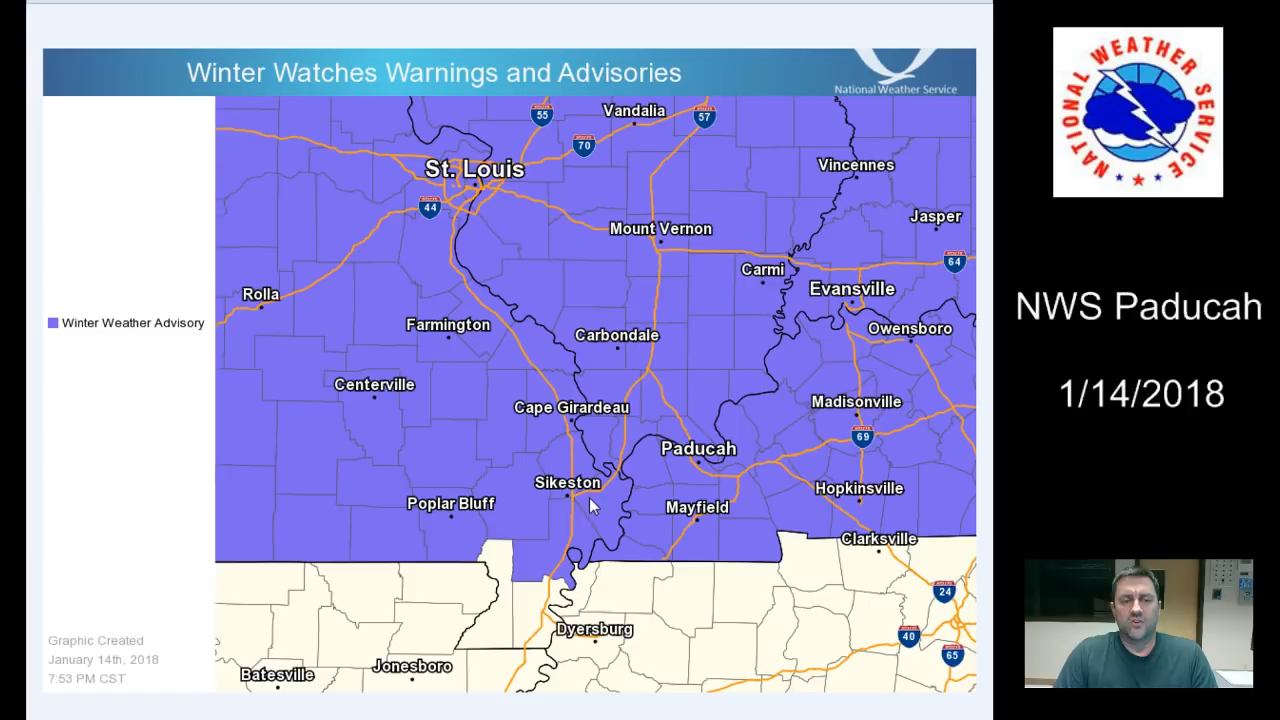 Winter Watches Warnings and Advisories
National Weather Service
NATIONAL WEATHER SERVICE
55
Vandalia
57
70
St. Louis
Vincennes
44
Jasper
Mount Vernon
64
Carmi
Evansville
Rolla
Winter Weather Advisory
Farmington
Owensboro
Carbondale
Centerville
Cape Girardeau
Madisonville
69
Paducah
Sikeston
Hopkinsville
Poplar Bluff
Mayfield
Clarksville
24
Dyersburg
40
65
Jonesboro
Batesville
Graphic Created
January 14th, 2018
7:53 PM CST
NWS Paducah
1/14/2018